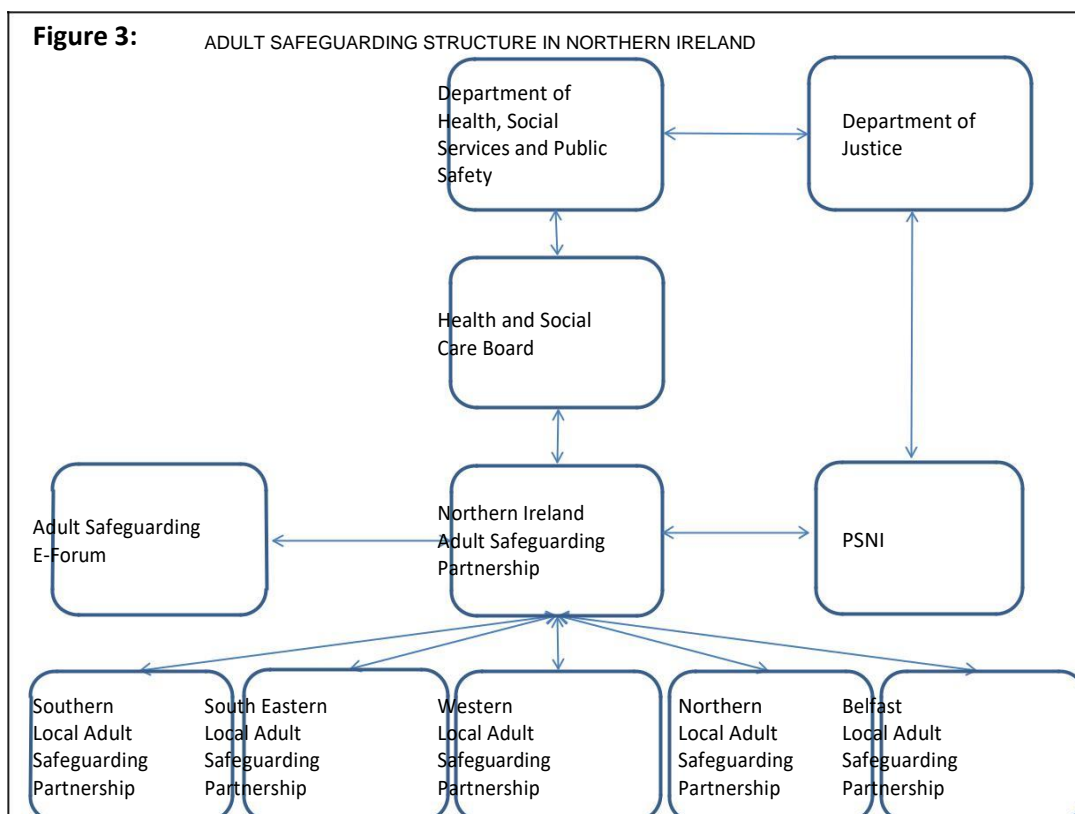 Figure 3:
ADULT SAFEGUARDING STRUCTURE IN NORTHERN IRELAND
Department of
Health, Social
Services and Public
Safety
Department of
Justice
Health and Social
Care Board
Adult Safeguarding
E-Forum
Northern Ireland
Adult Safeguarding
Partnership
PSNI
Southern
Local Adult
Safeguarding
Partnership
South Eastern
Local Adult
Safeguarding
Partnership
Western
Local Adult
Safeguarding
Partnership
Northern
Local Adult
Safeguarding
Partnership
Belfast
Local Adult
Safeguarding
Partnership